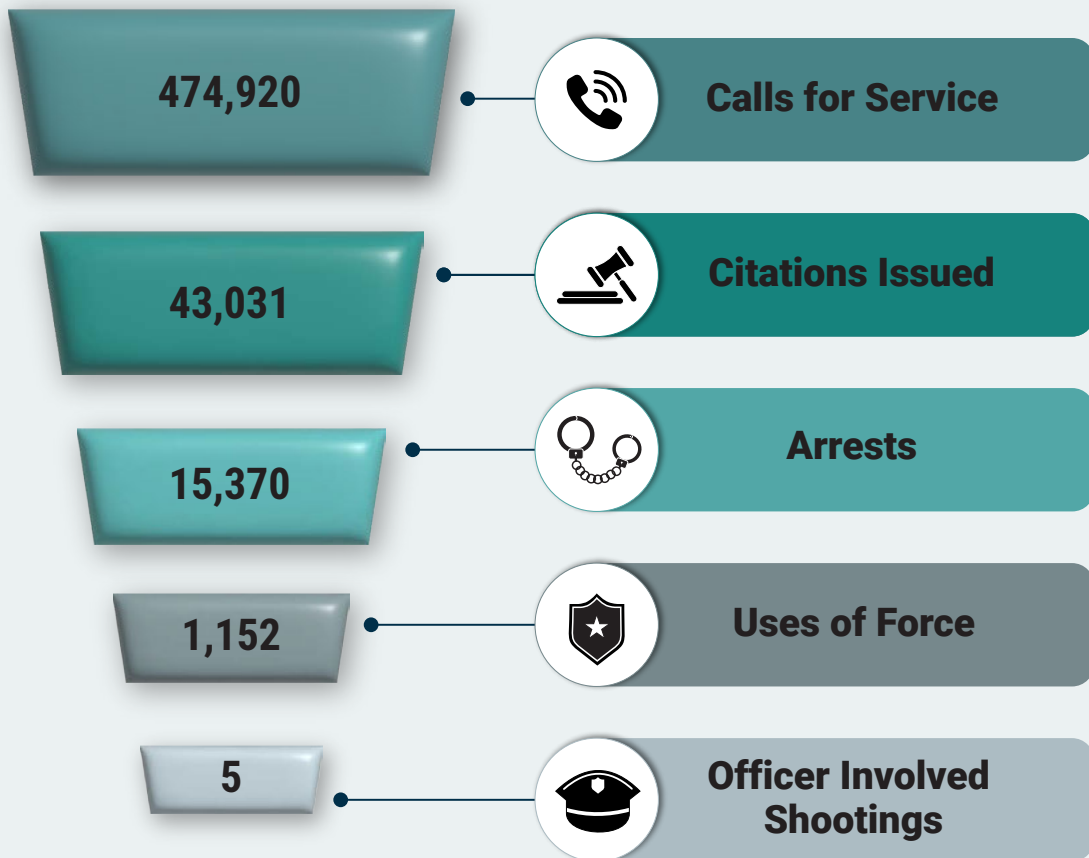 474,920
Calls for Service
43,031
Citations Issued
15,370
Arrests
1,152
Uses of Force
5
Officer Involved
Shootings